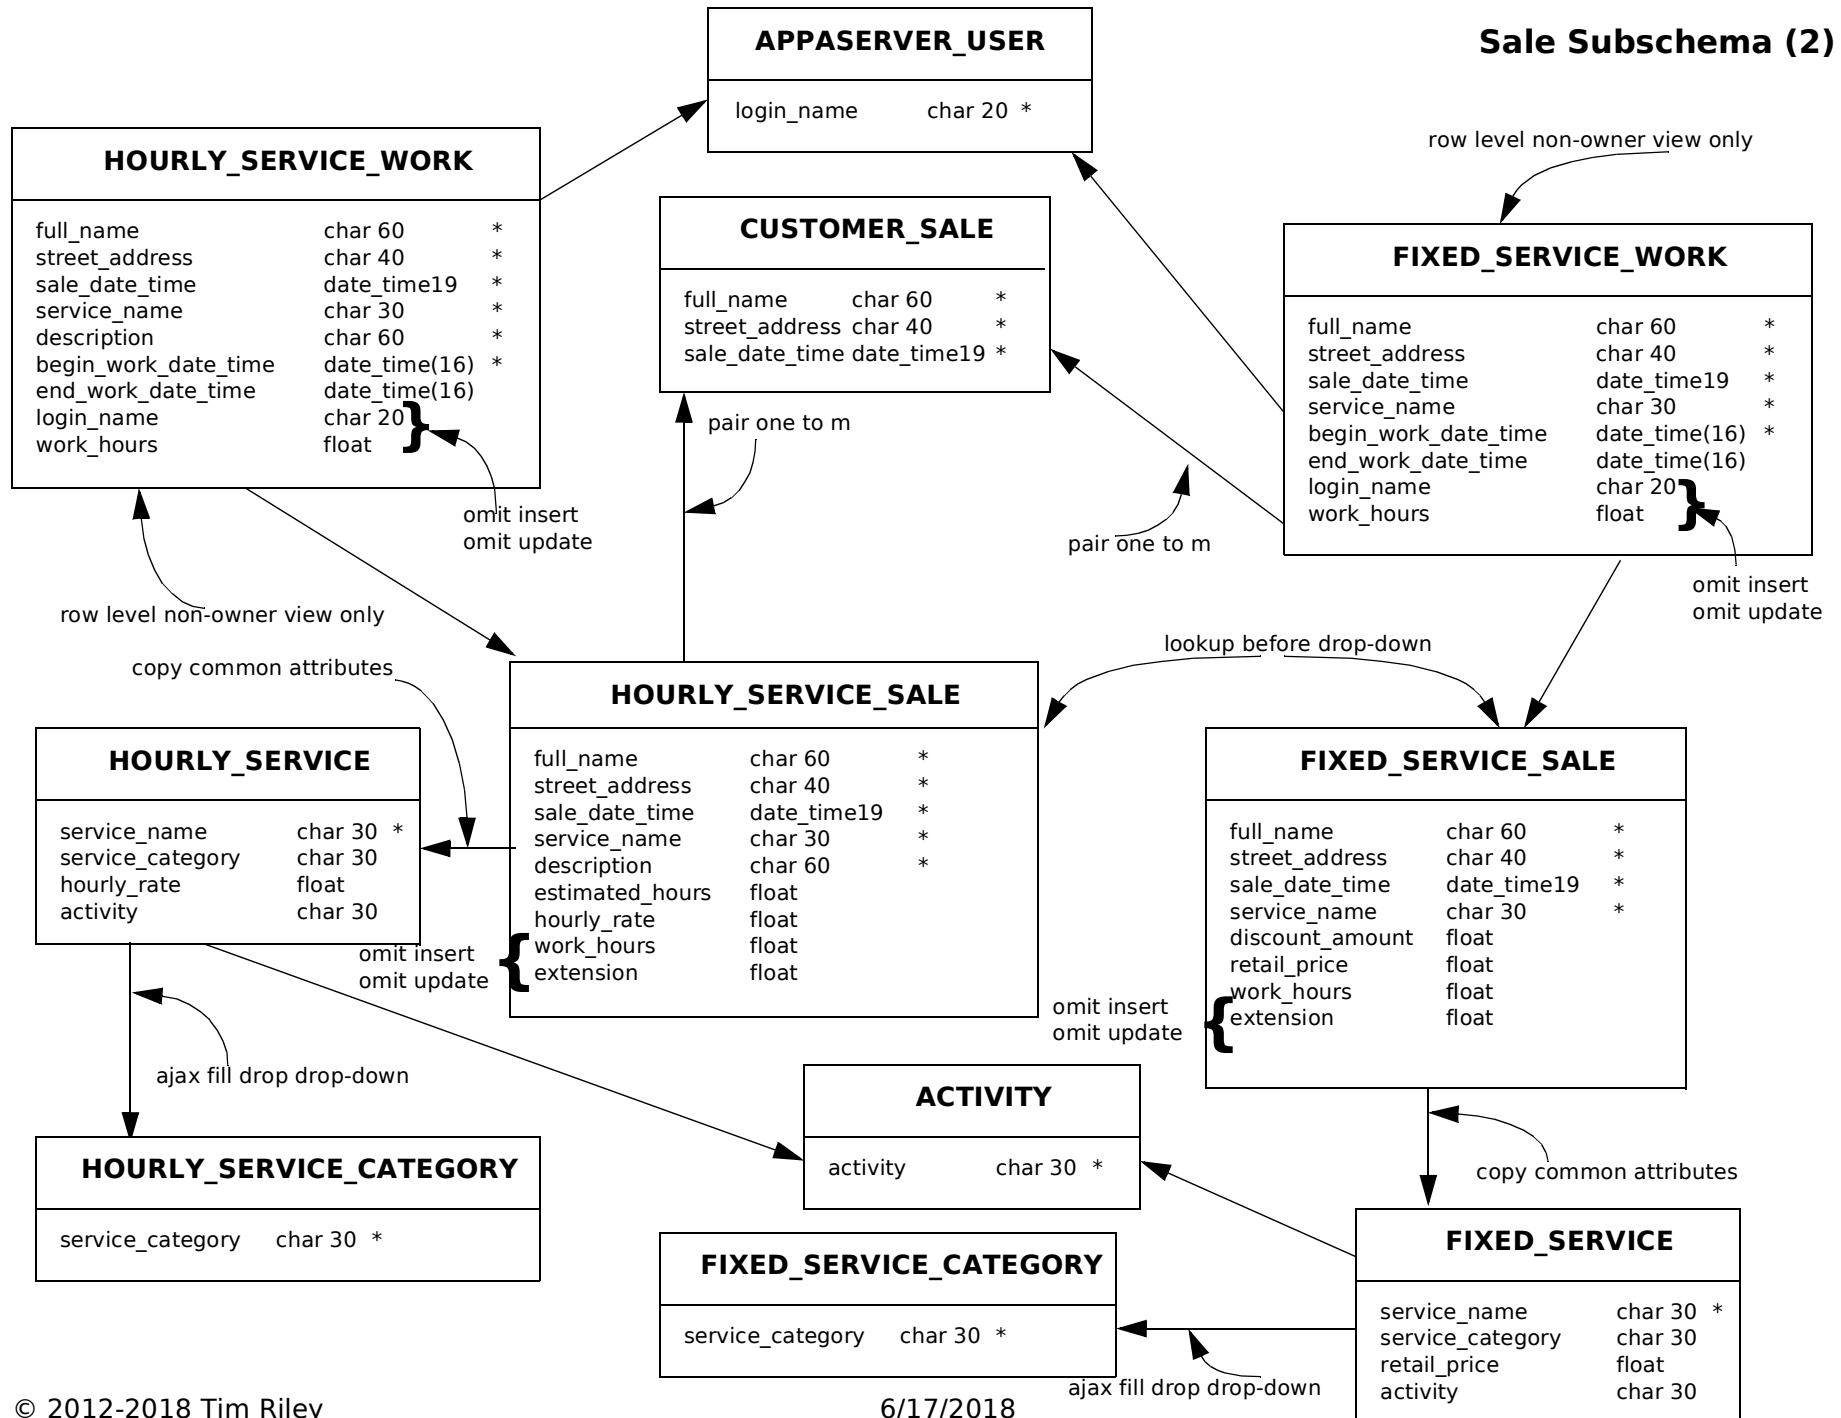 Sale Subschema (2)
APPASERVER_USER
login_name char 20 *
HOURLY_SERVICE_WORK
full_name char 60 *
street_address char 40 *
sale_date_time date_time19 *
service_name char 30 *
description char 60 *
begin_work_date_time date_time(16) *
end_work_date_time date_time(16)
login_name char 20
work_hours float
}
omit insert
omit update
row level non-owner view only
CUSTOMER_SALE
full_name char 60 *
street_address char 40 *
sale_date_time date_time19 *
pair one to m
row level non-owner view only
FIXED_SERVICE_WORK
full_name char 60 *
street_address char 40 *
sale_date_time date_time19 *
service_name char 30 *
begin_work_date_time date_time(16) *
end_work_date_time date_time(16)
login_name char 20
work_hours float
}
omit insert
omit update
pair one to m
lookup before drop-down
copy common attributes
HOURLY_SERVICE_SALE
full_name char 60 *
street_address char 40 *
sale_date_time date_time19 *
service_name char 30 *
description char 60 *
estimated_hours float
hourly_rate float
work_hours float
extension float
{
omit insert
omit update
HOURLY_SERVICE
service_name char 30 *
service_category char 30
hourly_rate float
activity char 30
FIXED_SERVICE_SALE
full_name char 60 *
street_address char 40 *
sale_date_time date_time19 *
service_name char 30 *
discount_amount float
retail_price float
work_hours float
extension float
{
omit insert
omit update
ajax fill drop drop-down
ACTIVITY
activity char 30 *
copy common attributes
HOURLY_SERVICE_CATEGORY
service_category char 30 *
FIXED_SERVICE_CATEGORY
service_category char 30 *
FIXED_SERVICE
service_name char 30 *
service_category char 30
retail_price float
activity char 30
ajax fill drop drop-down
© 2012-2018 Tim Riley
6/17/2018